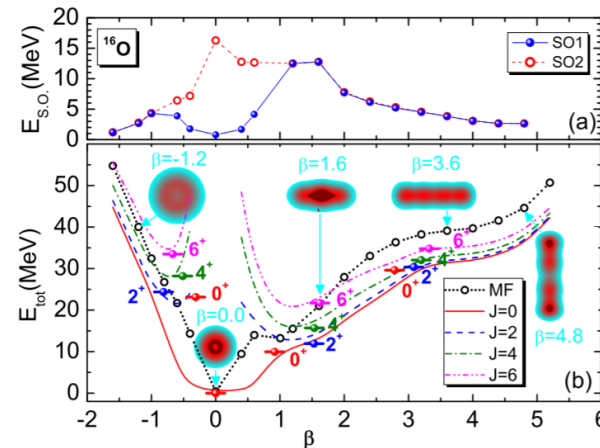 20
15
10
5
0
E_S.O.(MeV)
¹⁶O
SO1
SO2
(a)
50
40
30
20
10
0
E_tot(MeV)
β=-1.2
β=1.6
β=3.6
6⁺
4⁺
2⁺
0⁺
β=0.0
6⁺
4⁺
2⁺
0⁺
6⁺
4⁺
2⁺
0⁺
β=4.8
MF
J=0
J=2
J=4
J=6
(b)
-2 -1 0 1 2 3 4 5 6
β